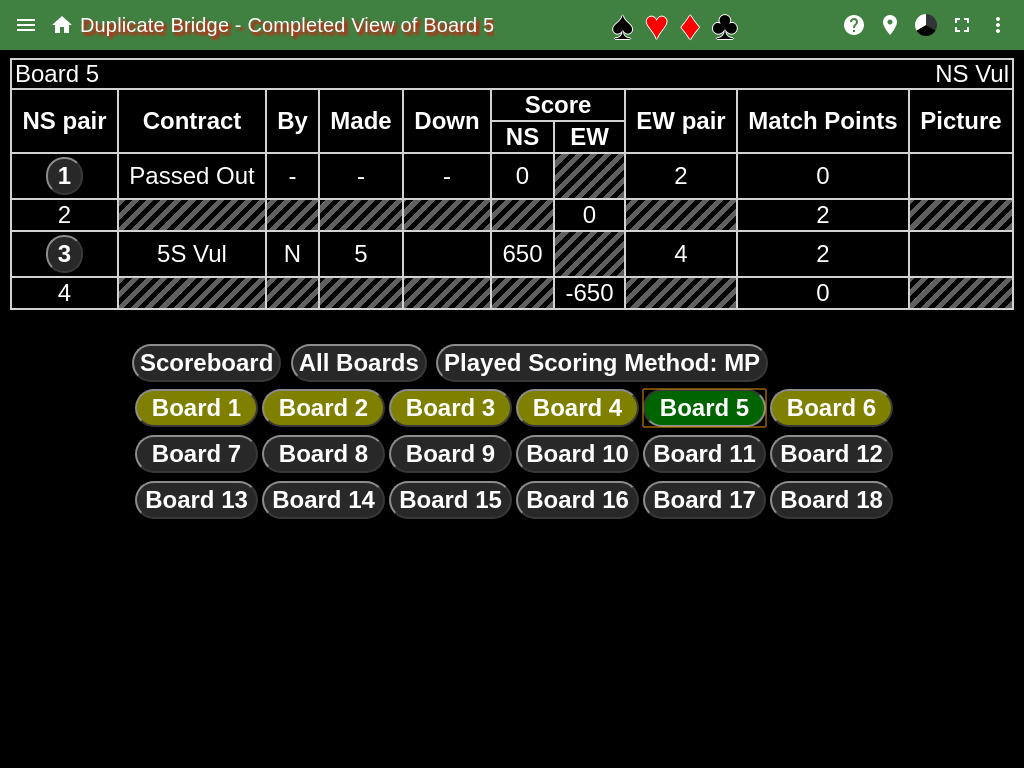 Duplicate Bridge - Completed View of Board 5
Board 5 NS Vul
NS pair Contract By Made Down Score EW pair Match Points Picture
NS EW
1 Passed Out - - - 0 2 0
2 0 2
3 5S Vul N 5 650 4 2
4 -650 0
Scoreboard All Boards Played Scoring Method: MP
Board 1 Board 2 Board 3 Board 4 Board 5 Board 6
Board 7 Board 8 Board 9 Board 10 Board 11 Board 12
Board 13 Board 14 Board 15 Board 16 Board 17 Board 18